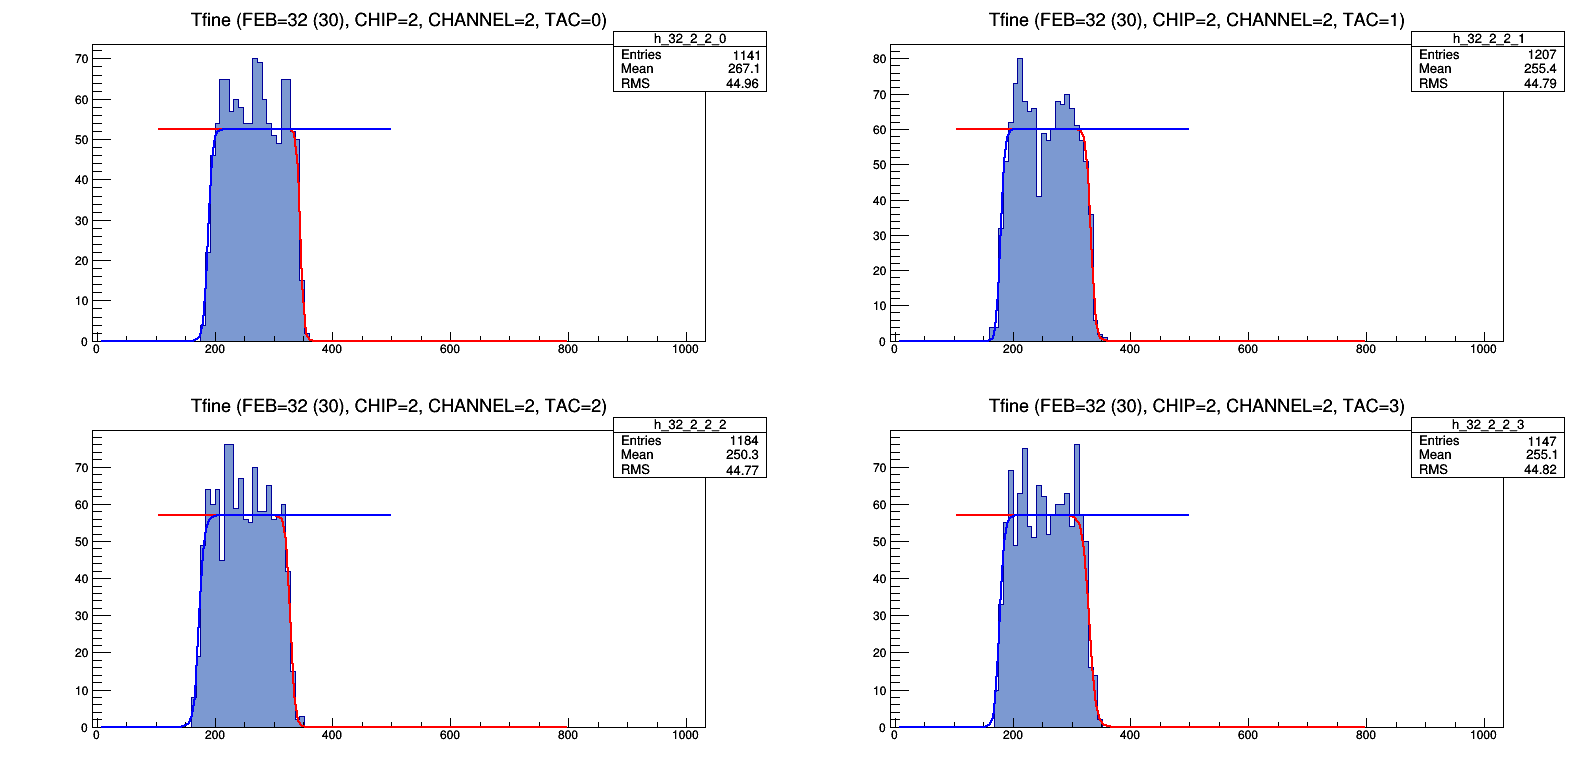 Tfine (FEB=32 (30), CHIP=2, CHANNEL=2, TAC=0)
h_32_2_2_0
Entries 1141
Mean 267.1
RMS 44.96
70
60
50
40
30
20
10
0
0 200 400 600 800 1000
Tfine (FEB=32 (30), CHIP=2, CHANNEL=2, TAC=1)
h_32_2_2_1
Entries 1207
Mean 255.4
RMS 44.79
80
70
60
50
40
30
20
10
0
0 200 400 600 800 1000
Tfine (FEB=32 (30), CHIP=2, CHANNEL=2, TAC=2)
h_32_2_2_2
Entries 1184
Mean 250.3
RMS 44.77
70
60
50
40
30
20
10
0
0 200 400 600 800 1000
Tfine (FEB=32 (30), CHIP=2, CHANNEL=2, TAC=3)
h_32_2_2_3
Entries 1147
Mean 255.1
RMS 44.82
70
60
50
40
30
20
10
0
0 200 400 600 800 1000